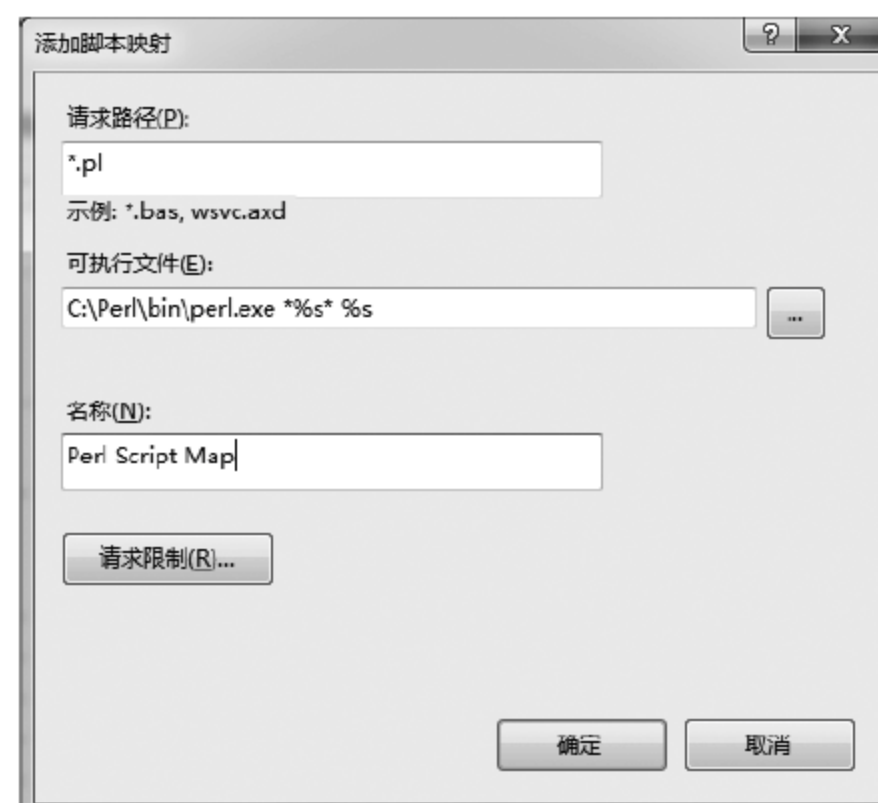 添加脚本映射
请求路径(P):
*.pl
示例: *.bas, wsvc.axd
可执行文件(E):
C:\Perl\bin\perl.exe *%s* %s
...
名称(N):
Perl Script Map
请求限制(R)...
确定
取消